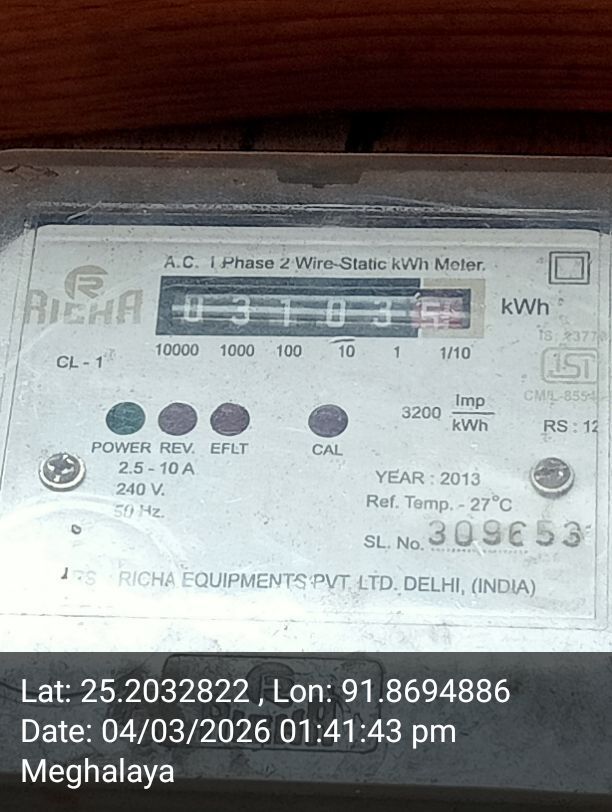 A.C. 1 Phase 2 Wire Static kWh Meter.
RICHA
0 3 1 0 3 kWh
10000 1000 100 10 1 1/10
CL - 1
3200 Imp/kWh
POWER REV. EFLT CAL
RS : 12
2.5 - 10 A
240 V.
50 Hz.
YEAR : 2013
Ref. Temp. - 27°C
SL. No. 309653
RICHA EQUIPMENTS PVT. LTD. DELHI, (INDIA)
Lat: 25.2032822 , Lon: 91.8694886
Date: 04/03/2026 01:41:43 pm
Meghalaya